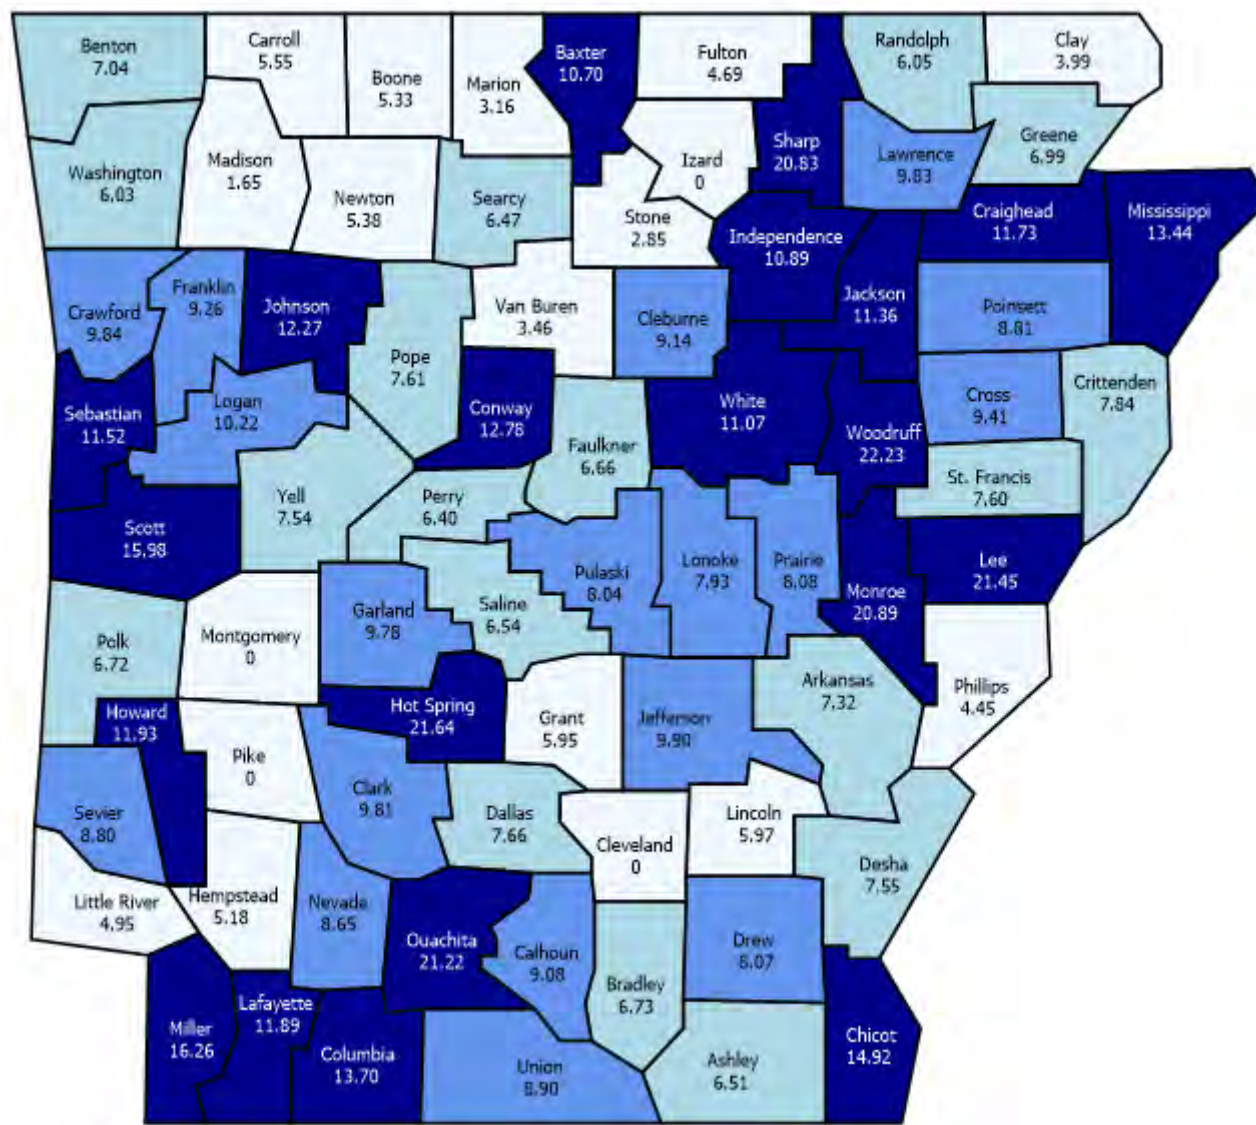 Benton
7.04
Carroll
5.55
Boone
5.33
Marion
3.16
Baxter
10.70
Fulton
4.69
Sharp
20.83
Randolph
6.05
Clay
3.99
Greene
6.99
Lawrence
9.83
Izard
0
Washington
6.03
Madison
1.65
Newton
5.38
Searcy
6.47
Stone
2.85
Independence
10.89
Craighead
11.73
Mississippi
13.44
Crawford
9.84
Franklin
9.26
Johnson
12.27
Pope
7.61
Van Buren
3.46
Cleburne
9.14
Jackson
11.36
Poinsett
8.81
Sebastian
11.52
Logan
10.22
Conway
12.78
Faulkner
6.66
White
11.07
Woodruff
22.23
Cross
9.41
Crittenden
7.84
St. Francis
7.60
Scott
15.98
Yell
7.54
Perry
6.40
Pulaski
8.04
Lonoke
7.93
Prairie
8.08
Monroe
20.89
Lee
21.45
Polk
6.72
Montgomery
0
Garland
9.78
Saline
6.54
Hot Spring
21.64
Grant
5.95
Jefferson
9.90
Arkansas
7.32
Phillips
4.45
Howard
11.93
Pike
0
Clark
9.81
Dallas
7.66
Cleveland
0
Lincoln
5.97
Desha
7.55
Sevier
8.80
Little River
4.95
Hempstead
5.18
Nevada
8.65
Ouachita
21.22
Calhoun
9.08
Bradley
6.73
Drew
8.07
Chicot
14.92
Miller
16.26
Lafayette
11.89
Columbia
13.70
Union
8.90
Ashley
6.51